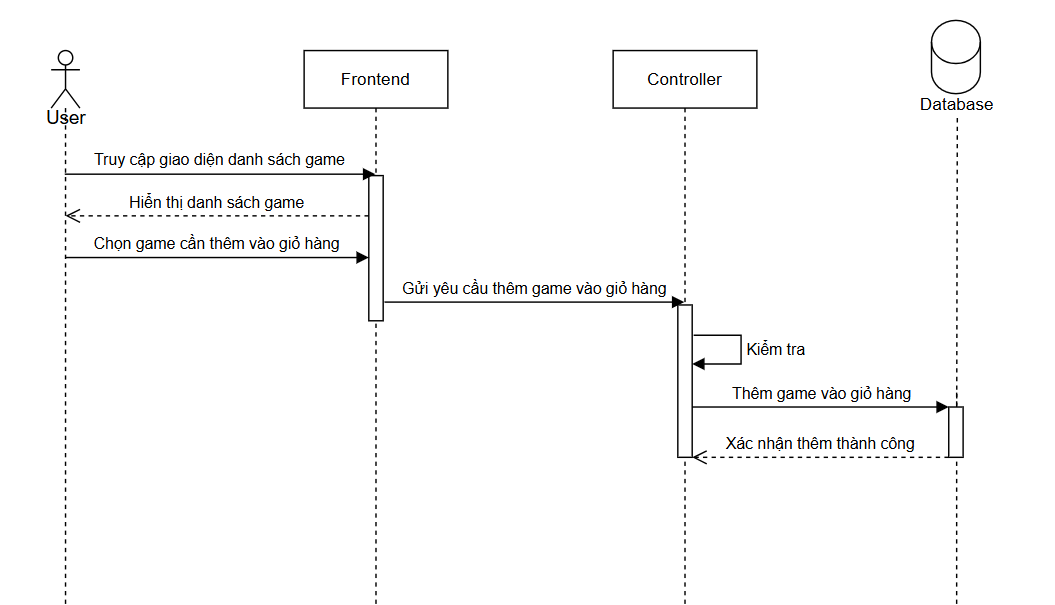 User
Frontend
Controller
Database
Truy cập giao diện danh sách game
Hiển thị danh sách game
Chọn game cần thêm vào giỏ hàng
Gửi yêu cầu thêm game vào giỏ hàng
Kiểm tra
Thêm game vào giỏ hàng
Xác nhận thêm thành công